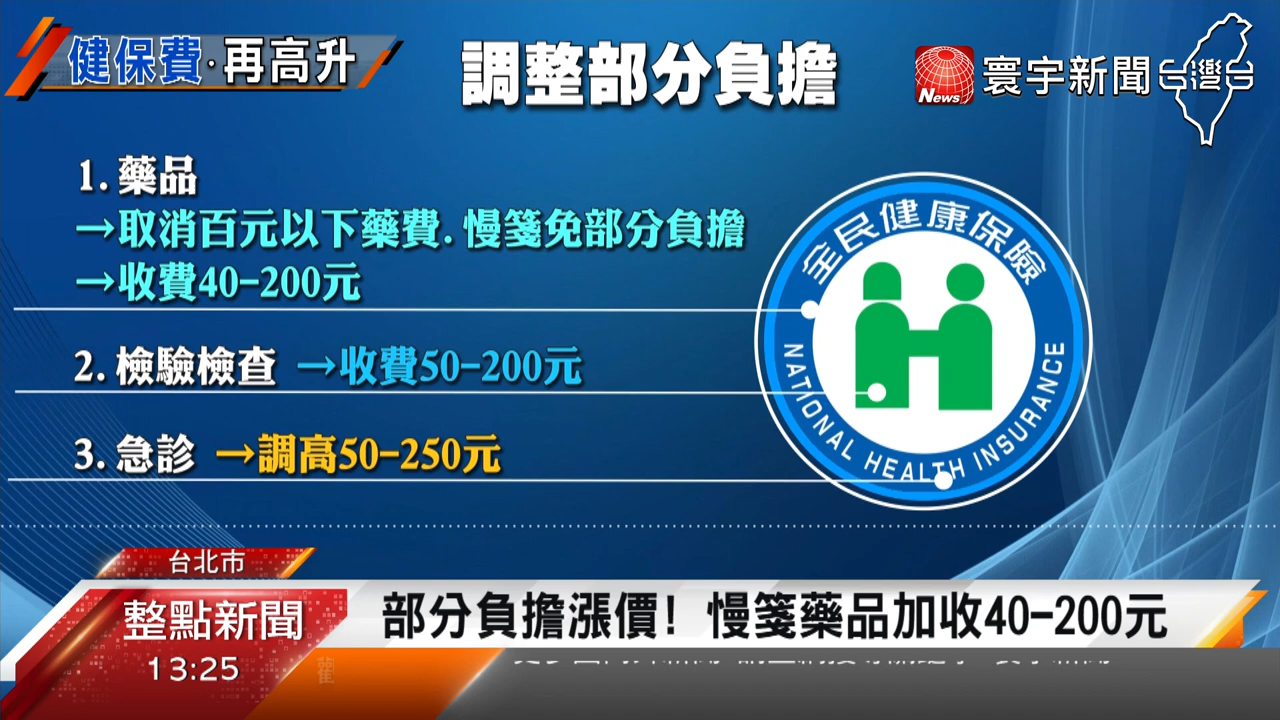 健保費·再高升
調整部分負擔
News 寰宇新聞 台灣台
1. 藥品
→取消百元以下藥費.慢箋免部分負擔
→收費40-200元
2. 檢驗檢查 →收費50-200元
3. 急診 →調高50-250元
全民健康保險
NATIONAL HEALTH INSURANCE
台北市
整點新聞
13:25
部分負擔漲價! 慢箋藥品加收40-200元